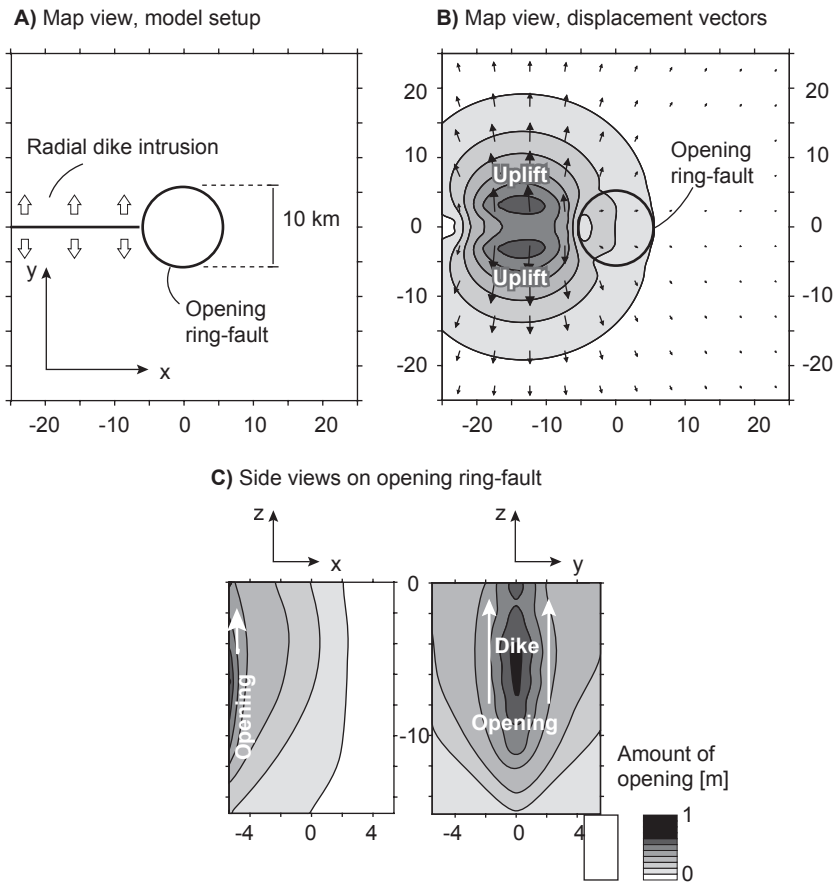 A) Map view, model setup
Radial dike intrusion
10 km
y
Opening
ring-fault
x
-20 -10 0 10 20
B) Map view, displacement vectors
20 20
10 10
0 0
-10 -10
-20 -20
Uplift
Uplift
Opening
ring-fault
-20 -10 0 10 20
C) Side views on opening ring-fault
z x
z y
0
-10
Opening
Dike
Opening
-4 0 4
-4 0 4
Amount of
opening [m]
1
0